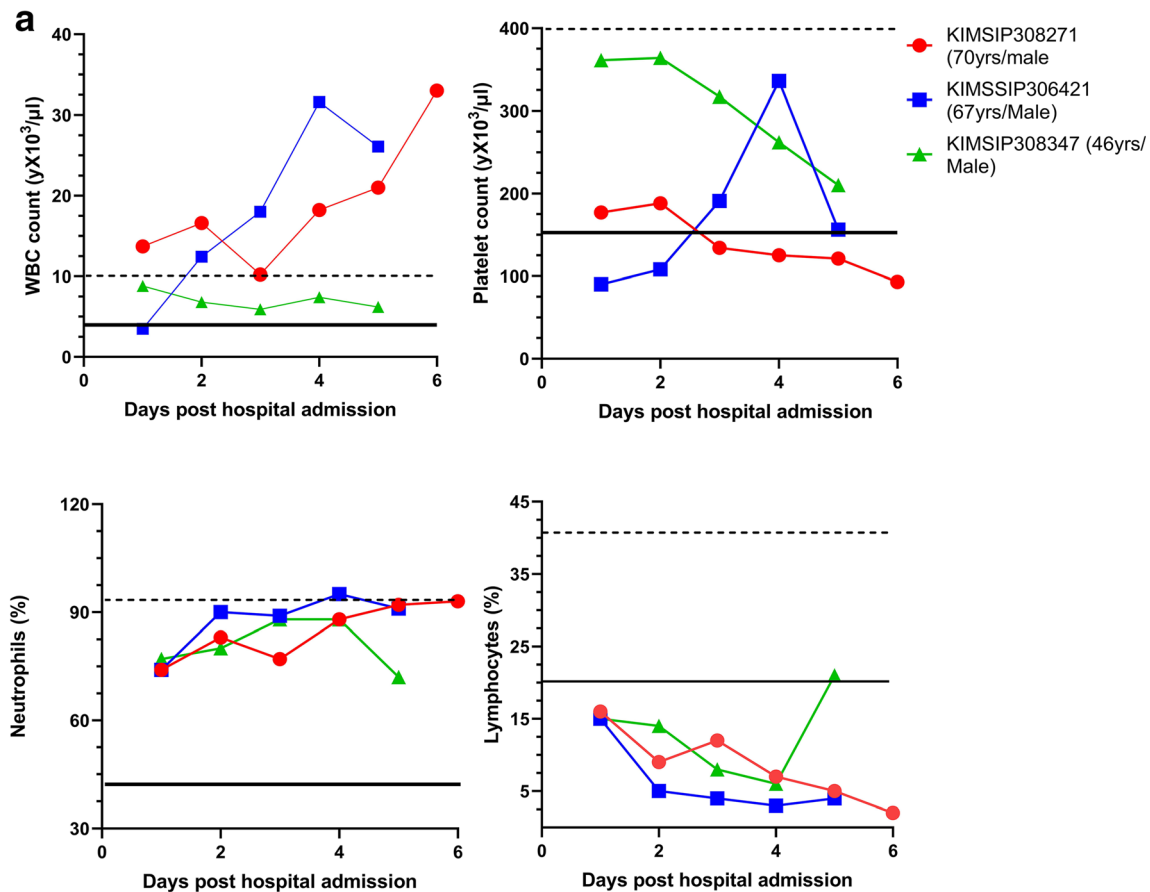 a
WBC count (yX10³/µl)
40
30
20
10
0
0 2 4 6
Days post hospital admission
Platelet count (yX10³/µl)
400
300
200
100
0
0 2 4 6
Days post hospital admission
KIMSIP308271
(70yrs/male
KIMSSIP306421
(67yrs/Male)
KIMSIP308347 (46yrs/
Male)
Neutrophils (%)
120
90
60
30
0 2 4 6
Days post hospital admission
Lymphocytes (%)
45
35
25
15
5
0 2 4 6
Days post hospital admission